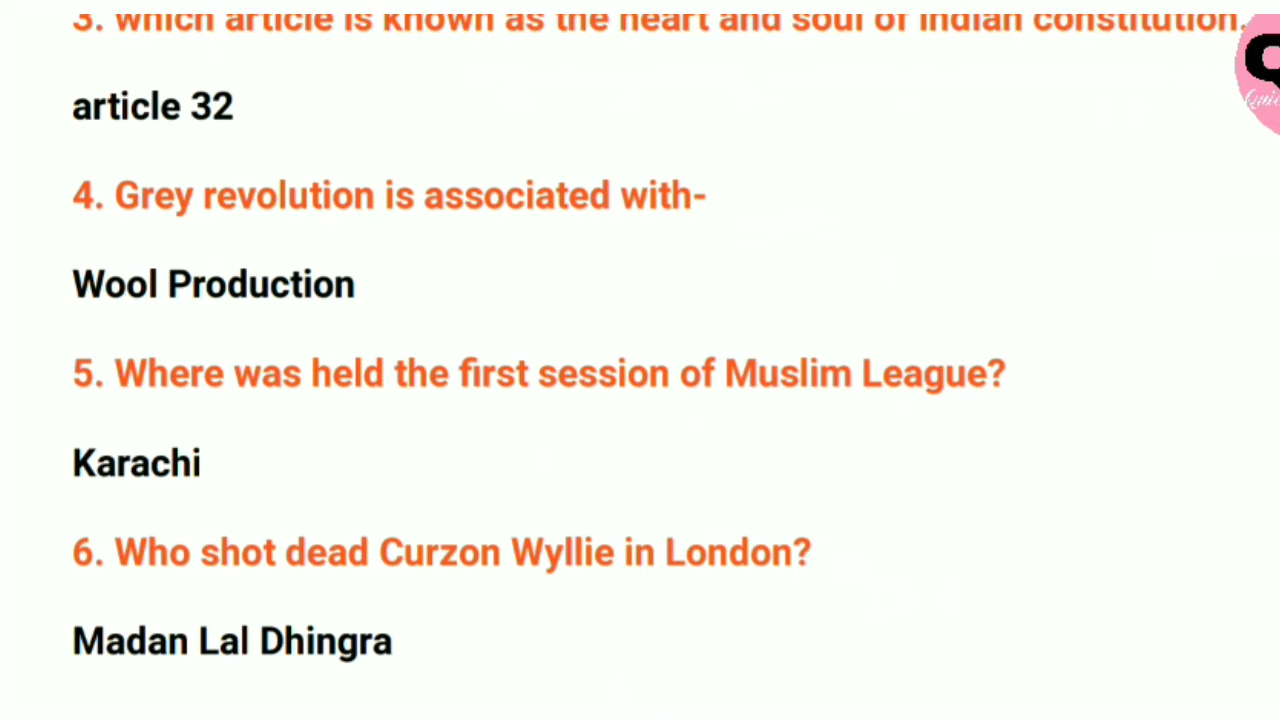 3. which article is known as the heart and soul of Indian constitution.
article 32
4. Grey revolution is associated with-
Wool Production
5. Where was held the first session of Muslim League?
Karachi
6. Who shot dead Curzon Wyllie in London?
Madan Lal Dhingra